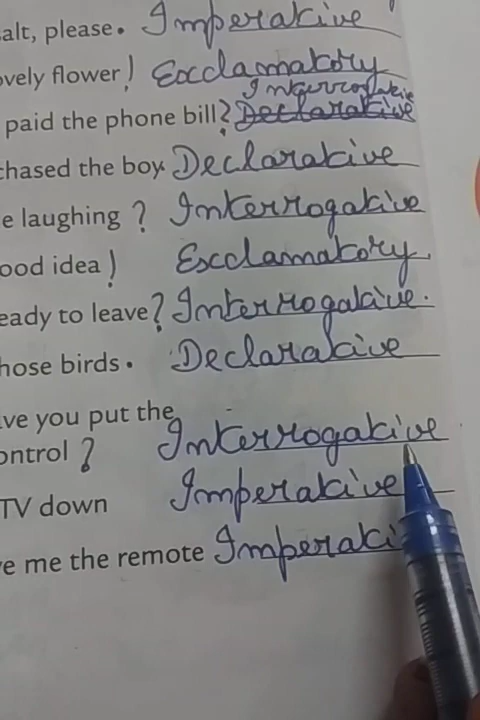 salt, please. Imperative
ovely flower! Exclamatory
Interrogative
paid the phone bill? Declarative
chased the boy. Declarative
e laughing? Interrogative
ood idea! Exclamatory.
eady to leave? Interrogative.
hose birds. Declarative
ve you put the
ontrol? Interrogative
TV down Imperative
e me the remote Imperati